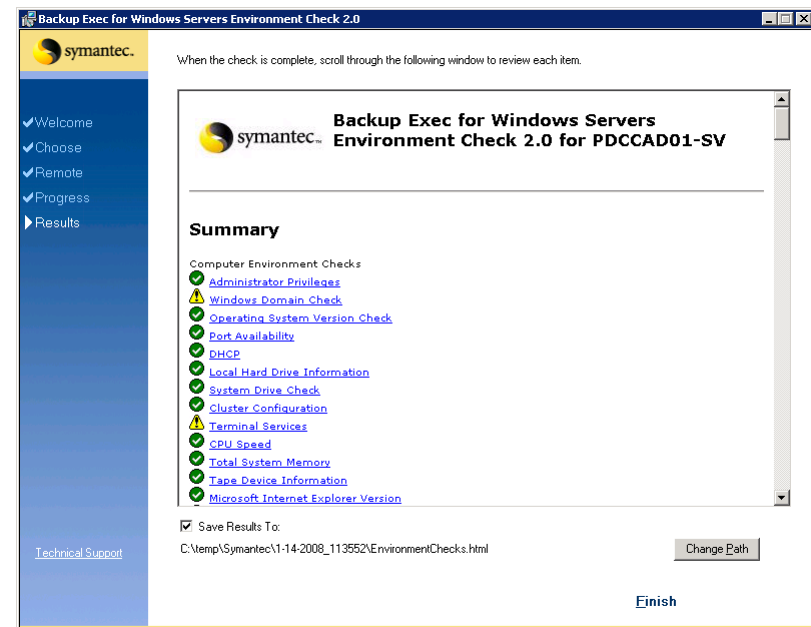 Backup Exec for Windows Servers Environment Check 2.0
symantec.
When the check is complete, scroll through the following window to review each item.
Welcome
Choose
Remote
Progress
Results
symantec™
Backup Exec for Windows Servers
Environment Check 2.0 for PDCCAD01-SV
Summary
Computer Environment Checks
Administrator Privileges
Windows Domain Check
Operating System Version Check
Port Availability
DHCP
Local Hard Drive Information
System Drive Check
Cluster Configuration
Terminal Services
CPU Speed
Total System Memory
Tape Device Information
Microsoft Internet Explorer Version
Save Results To:
C:\temp\Symantec\1-14-2008_113552\EnvironmentChecks.html
Change Path
Technical Support
Finish